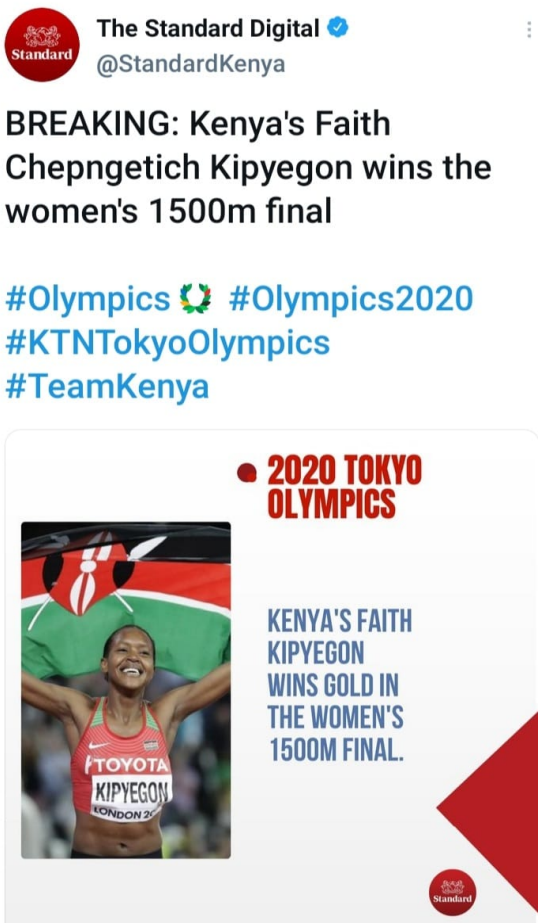 Standard
The Standard Digital
@StandardKenya
BREAKING: Kenya's Faith
Chepngetich Kipyegon wins the
women's 1500m final
#Olympics #Olympics2020
#KTNTokyoOlympics
#TeamKenya
2020 TOKYO
OLYMPICS
KENYA'S FAITH
KIPYEGON
WINS GOLD IN
THE WOMEN'S
1500M FINAL.
TOYOTA
KIPYEGON
LONDON
Standard